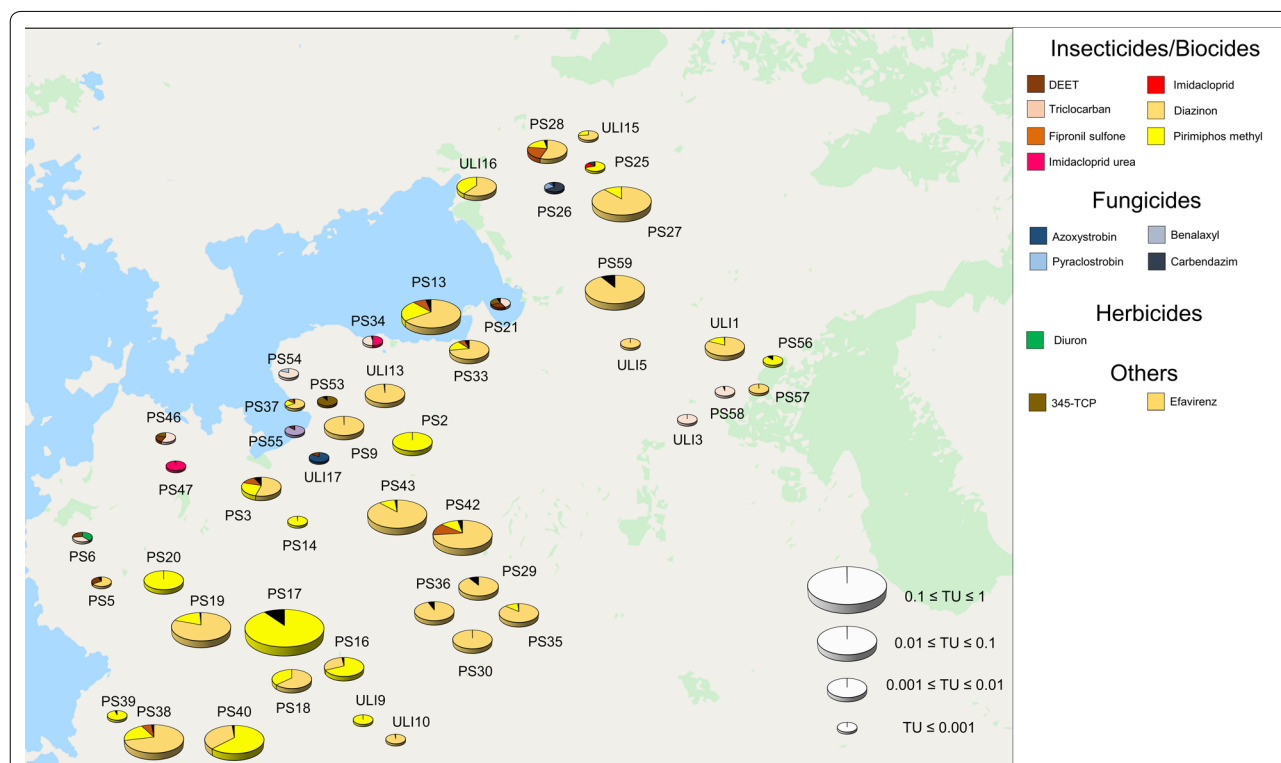 Insecticides/Biocides
DEET
Imidacloprid
Triclocarban
Diazinon
Fipronil sulfone
Pirimiphos methyl
Imidacloprid urea
Fungicides
Azoxystrobin
Benalaxyl
Pyraclostrobin
Carbendazim
Herbicides
Diuron
Others
345-TCP
Efavirenz
PS28
ULI15
ULI16
PS25
PS26
PS27
PS59
PS13
PS21
PS34
ULI1
PS56
PS33
ULI5
PS54
PS53
ULI13
PS57
PS58
PS37
PS2
ULI3
PS46
PS55
PS9
PS47
ULI17
PS3
PS43
PS42
PS14
PS6
PS20
PS29
PS36
PS5
PS19
PS17
PS35
0.1 ≤ TU ≤ 1
PS16
PS30
0.01 ≤ TU ≤ 0.1
0.001 ≤ TU ≤ 0.01
PS18
PS39
PS38
PS40
ULI9
ULI10
TU ≤ 0.001